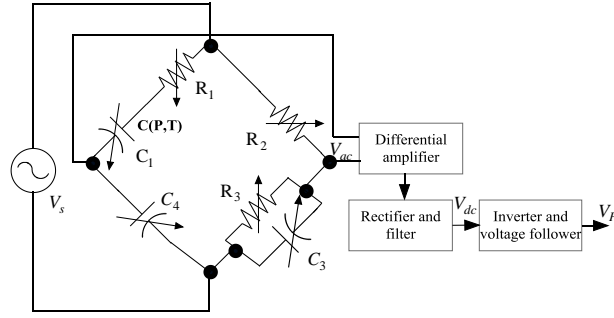 R1
C(P,T)
C1
R2
Vac
Differential
amplifier
Vs
C4
R3
C3
Rectifier and
filter
Vdc
Inverter and
voltage follower